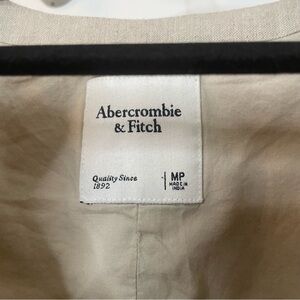 Abercrombie
& Fitch
Quality Since
1892
MP
MADE IN
INDIA